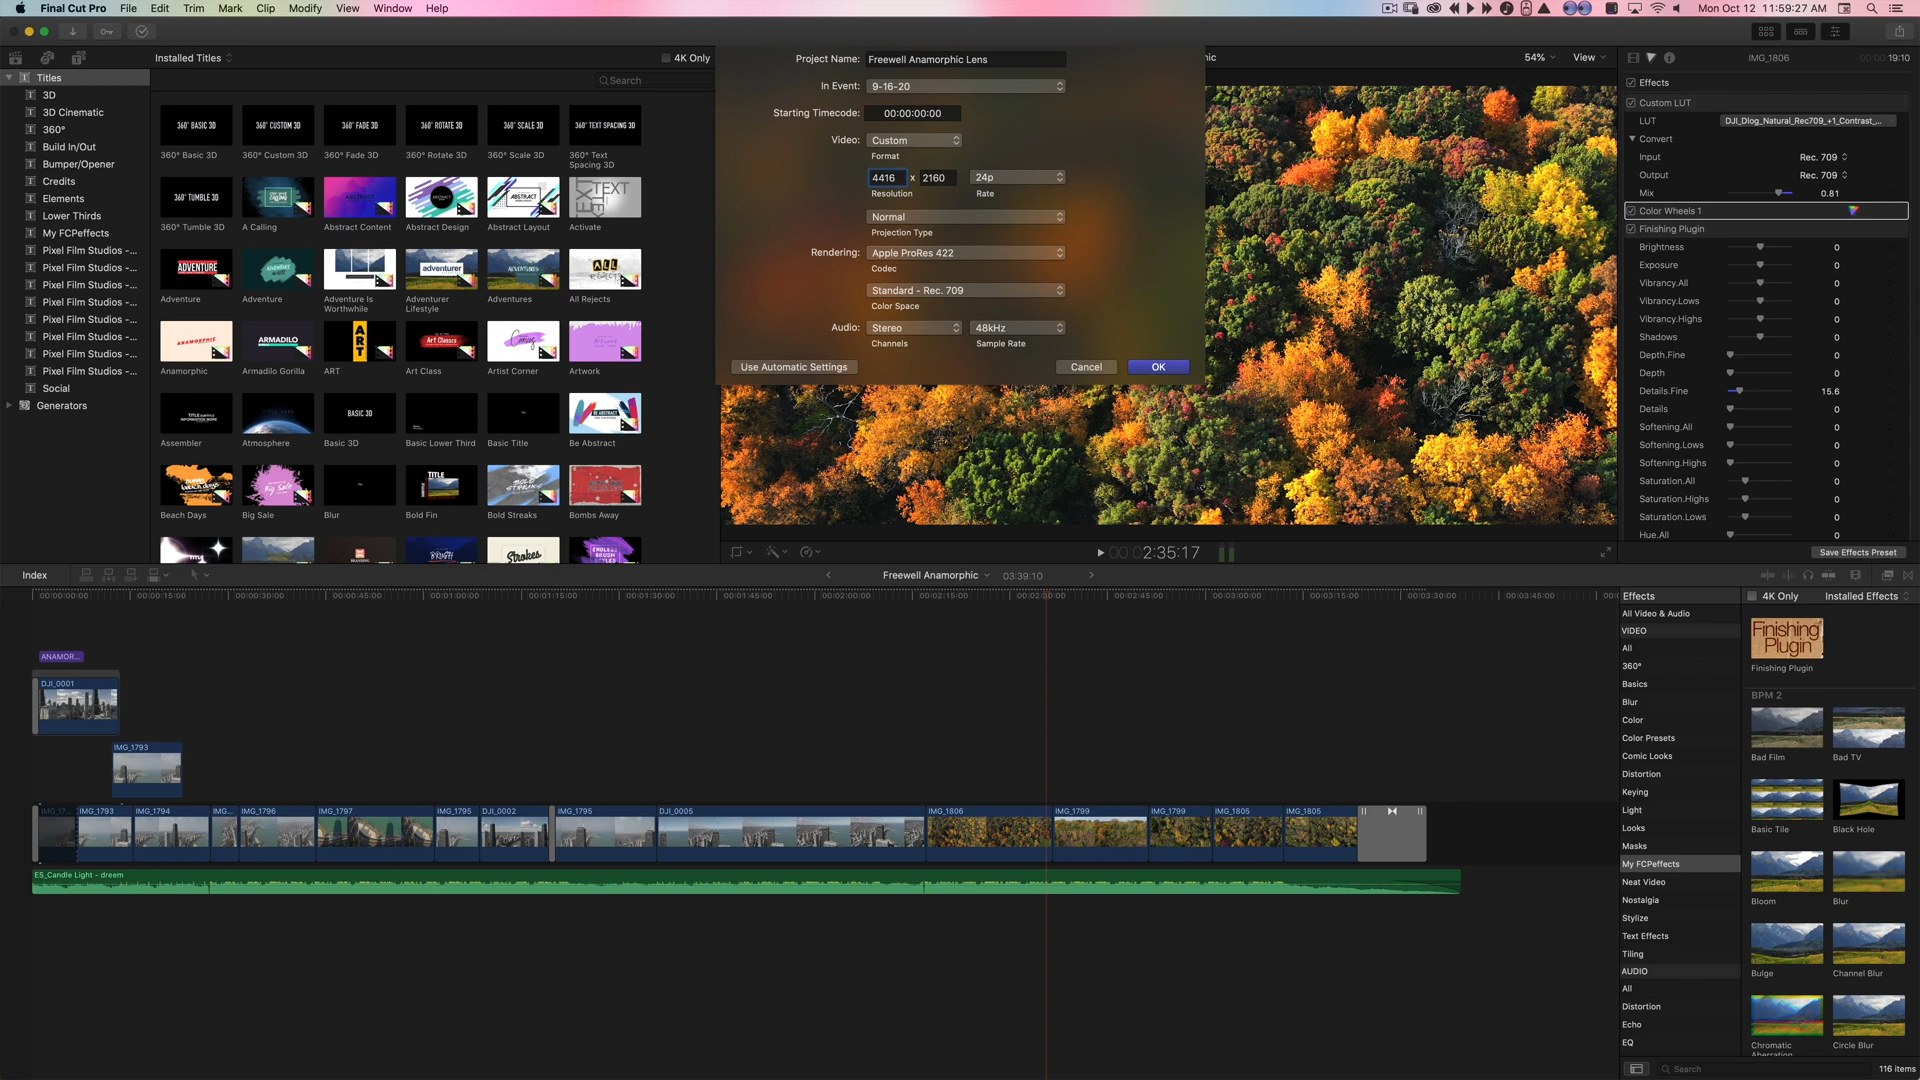 Final Cut Pro File Edit Trim Mark Clip Modify View Window Help
Mon Oct 12 11:59:27 AM
Installed Titles
4K Only
Search
Titles
3D
3D Cinematic
360°
Build In/Out
Bumper/Opener
Credits
Elements
Lower Thirds
My FCPeffects
Pixel Film Studios -...
Pixel Film Studios -...
Pixel Film Studios -...
Pixel Film Studios -...
Pixel Film Studios -...
Pixel Film Studios -...
Pixel Film Studios -...
Pixel Film Studios -...
Social
Generators
360° BASIC 3D 360° CUSTOM 3D 360° FADE 3D 360° ROTATE 3D 360° SCALE 3D 360° TEXT SPACING 3D
360° Basic 3D 360° Custom 3D 360° Fade 3D 360° Rotate 3D 360° Scale 3D 360° Text
Spacing 3D
360° TUMBLE 3D
360° Tumble 3D A Calling Abstract Content Abstract Design Abstract Layout Activate
ADVENTURE adventurer ADVENTURES ALL REJECTS
Adventure Adventure Adventure Is Adventurer Adventures All Rejects
Worthwhile Lifestyle
ANAMORPHIC ARMADILO ART Art Classics
Anamorphic Armadilo Gorilla ART Art Class Artist Corner Artwork
BASIC 3D BE ABSTRACT
Assembler Atmosphere Basic 3D Basic Lower Third Basic Title Be Abstract
Big Sale TITLE BOLD STREAKS
Beach Days Big Sale Blur Bold Fin Bold Streaks Bombs Away
BRUSH Strokes ENDLESS BRUSH STYLES
Project Name: Freewell Anamorphic Lens
In Event: 9-16-20
Starting Timecode: 00:00:00:00
Video: Custom
Format
4416 x 2160 24p
Resolution Rate
Normal
Projection Type
Rendering: Apple ProRes 422
Codec
Standard - Rec. 709
Color Space
Audio: Stereo 48kHz
Channels Sample Rate
Use Automatic Settings Cancel OK
nic 54% View
00:00:2:35:17
IMG_1806 00:00:19:10
Effects
Custom LUT
LUT DJI_Dlog_Natural_Rec709_+1_Contrast_...
Convert
Input Rec. 709
Output Rec. 709
Mix 0.81
Color Wheels 1
Finishing Plugin
Brightness 0
Exposure 0
Vibrancy.All 0
Vibrancy.Lows 0
Vibrancy.Highs 0
Shadows 0
Depth.Fine 0
Depth 0
Details.Fine 15.6
Details 0
Softening.All 0
Softening.Lows 0
Softening.Highs 0
Saturation.All 0
Saturation.Highs 0
Saturation.Lows 0
Hue.All 0
Save Effects Preset
Index
Freewell Anamorphic 03:39:10
00:00:00:00 00:00:15:00 00:00:30:00 00:00:45:00 00:01:00:00 00:01:15:00 00:01:30:00 00:01:45:00 00:02:00:00 00:02:15:00 00:02:30:00 00:02:45:00 00:03:00:00 00:03:15:00 00:03:30:00 00:03:45:00 00:0
ANAMOR...
DJI_0001
IMG_1793
IMG_17... IMG_1793 IMG_1794 IMG... IMG_1796 IMG_1797 IMG_1795 DJI_0002 IMG_1795 DJI_0005 IMG_1806 IMG_1799 IMG_1799 IMG_1805 IMG_1805
ES_Candle Light - dreem
Effects
All Video & Audio
VIDEO
All
360°
Basics
Blur
Color
Color Presets
Comic Looks
Distortion
Keying
Light
Looks
Masks
My FCPeffects
Neat Video
Nostalgia
Stylize
Text Effects
Tiling
AUDIO
All
Distortion
Echo
EQ
4K Only Installed Effects
Finishing Plugin
Finishing Plugin
BPM 2
Bad Film Bad TV
Basic Tile Black Hole
Bloom Blur
Bulge Channel Blur
Chromatic Circle Blur
Aberration
Search 116 items